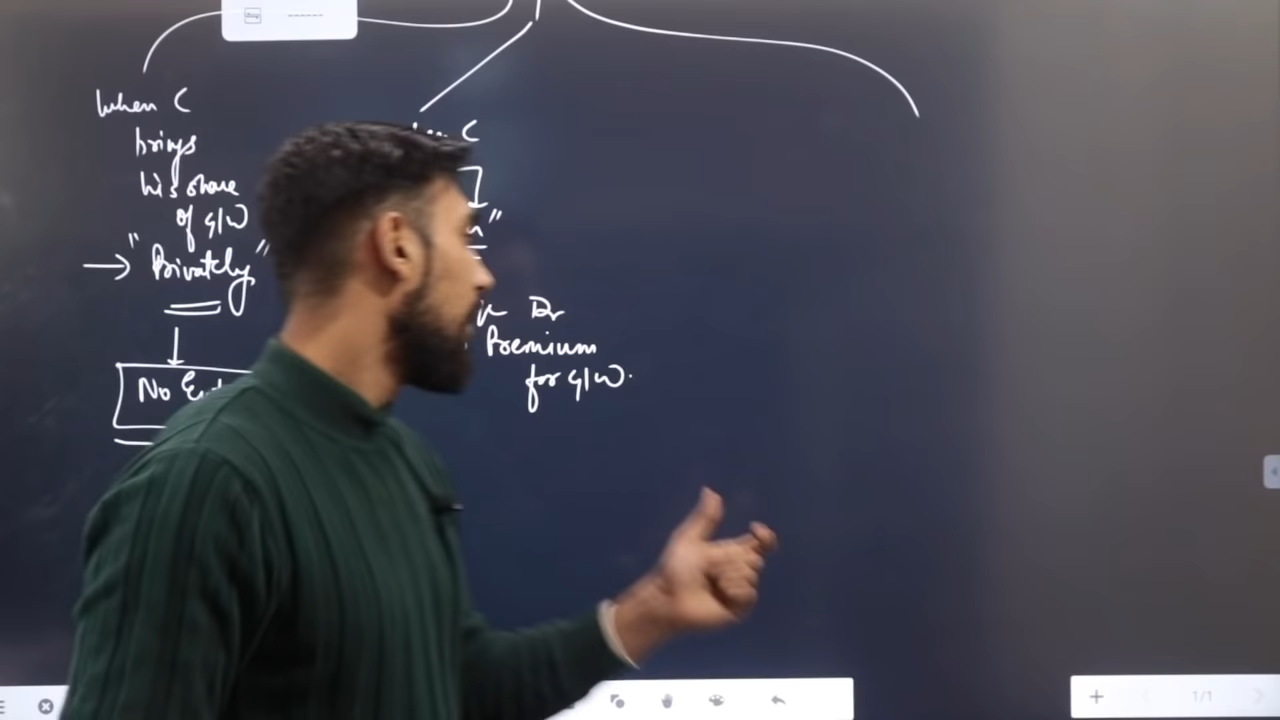 When C
brings
his share
of g/w
"Privately"
No
C
Dr
Premium
for g/w.
1/1